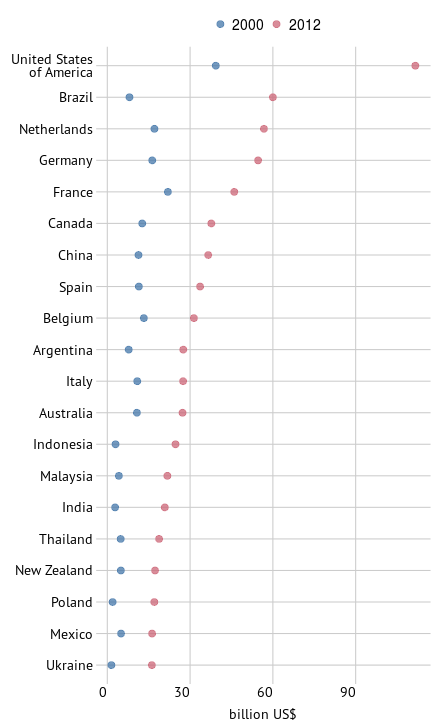 2000 2012
United States
of America
Brazil
Netherlands
Germany
France
Canada
China
Spain
Belgium
Argentina
Italy
Australia
Indonesia
Malaysia
India
Thailand
New Zealand
Poland
Mexico
Ukraine
0 30 60 90
billion US$